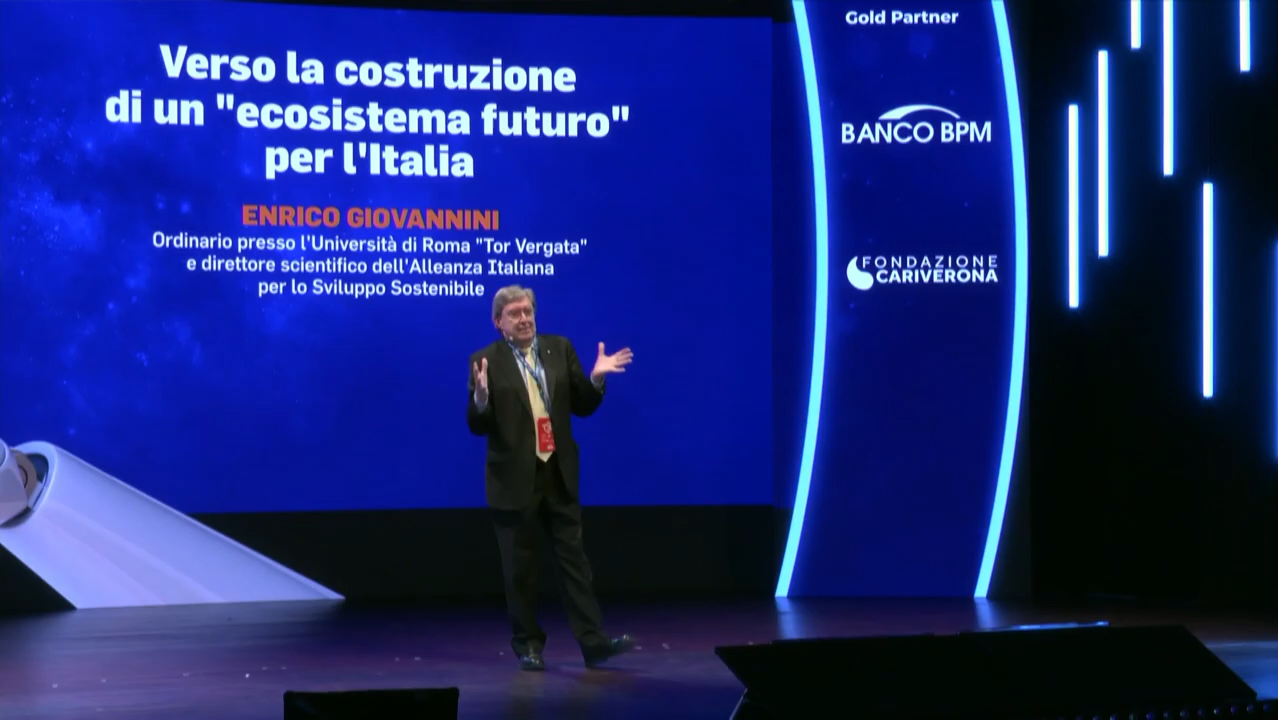 Verso la costruzione
di un "ecosistema futuro"
per l'Italia
ENRICO GIOVANNINI
Ordinario presso l'Università di Roma "Tor Vergata"
e direttore scientifico dell'Alleanza Italiana
per lo Sviluppo Sostenibile
Gold Partner
BANCO BPM
FONDAZIONE
CARIVERONA